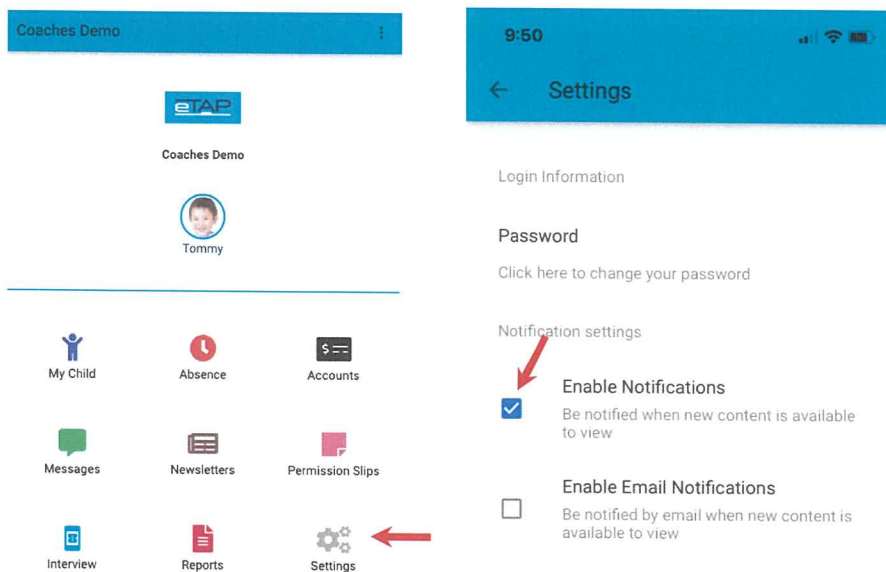 Coaches Demo
eTAP
Coaches Demo
Tommy
My Child
Absence
Accounts
Messages
Newsletters
Permission Slips
Interview
Reports
Settings
9:50
Settings
Login Information
Password
Click here to change your password
Notification settings
Enable Notifications
Be notified when new content is available
to view
Enable Email Notifications
Be notified by email when new content is
available to view